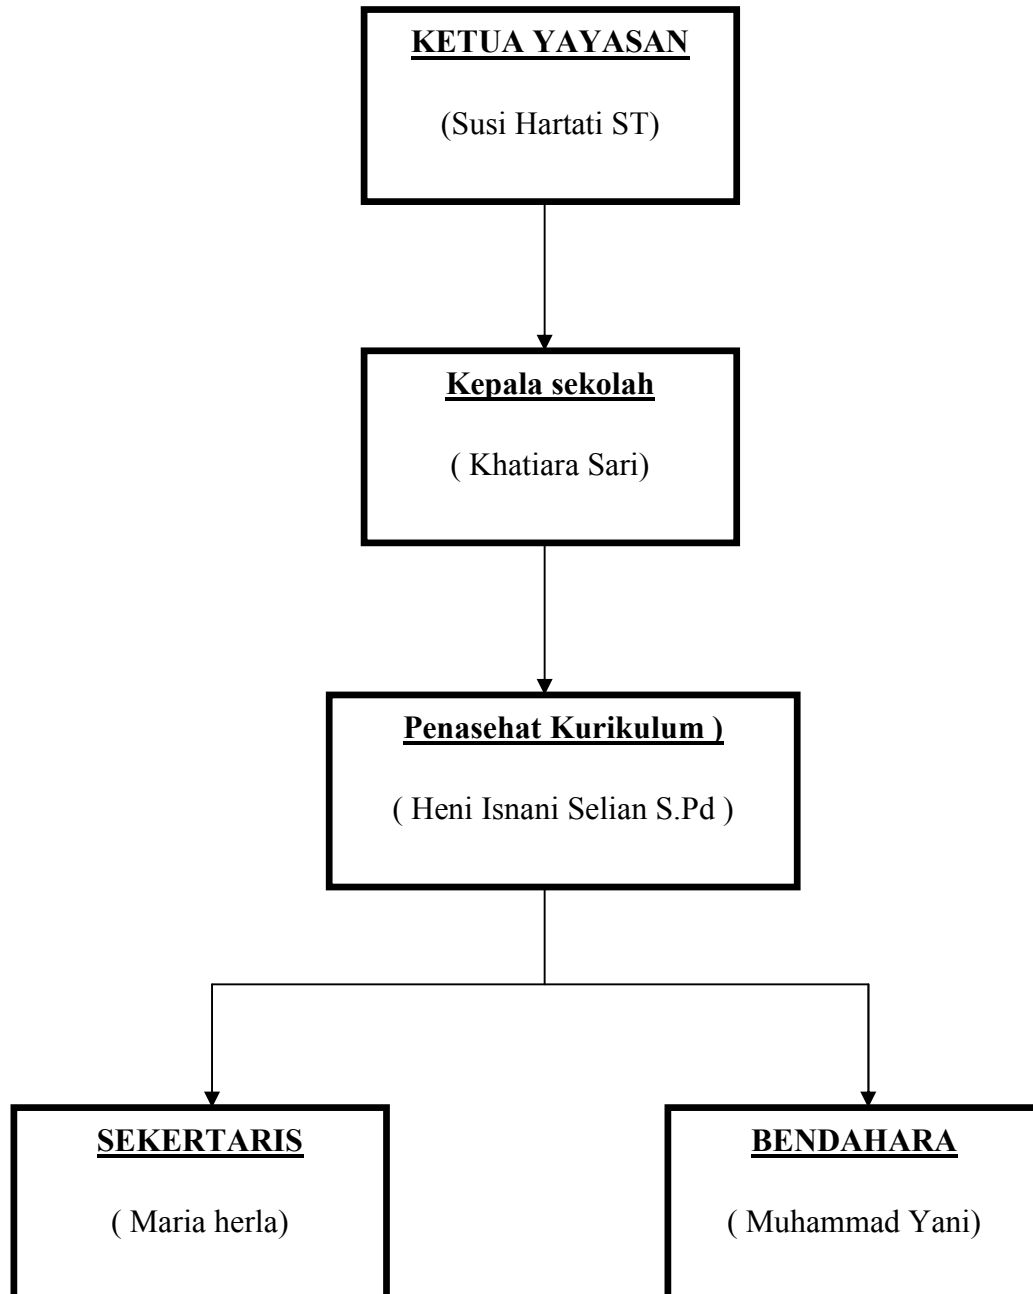 KETUA YAYASAN
(Susi Hartati ST)
Kepala sekolah
( Khatiara Sari)
Penasehat Kurikulum )
( Heni Isnani Selian S.Pd )
SEKERTARIS
( Maria herla)
BENDAHARA
( Muhammad Yani)